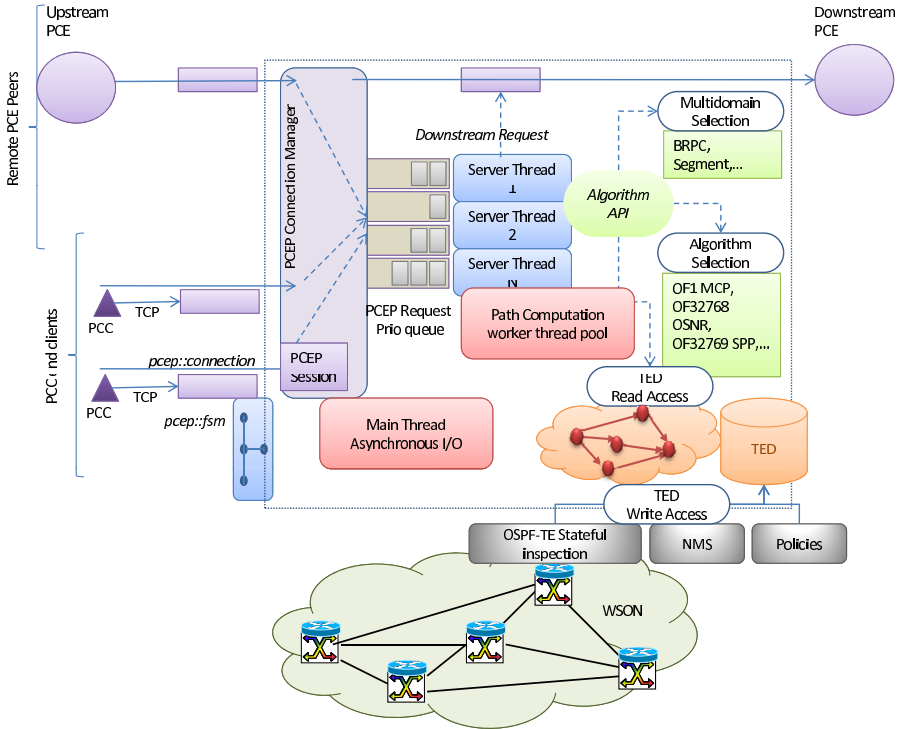 Upstream
PCE
Downstream
PCE
Remote PCE Peers
PCEP Connection Manager
Downstream Request
Multidomain
Selection
BRPC,
Segment,...
Server Thread
1
Server Thread
2
Server Thread
N
Algorithm
API
Algorithm
Selection
OF1 MCP,
OF32768
OSNR,
OF32769 SPP,...
PCEP Request
Prio queue
Path Computation
worker thread pool
TCP
PCC
pcep::connection
PCEP
Session
TCP
PCC
pcep::fsm
Main Thread
Asynchronous I/O
TED
Read Access
TED
TED
Write Access
OSPF-TE Stateful
inspection
NMS
Policies
WSON